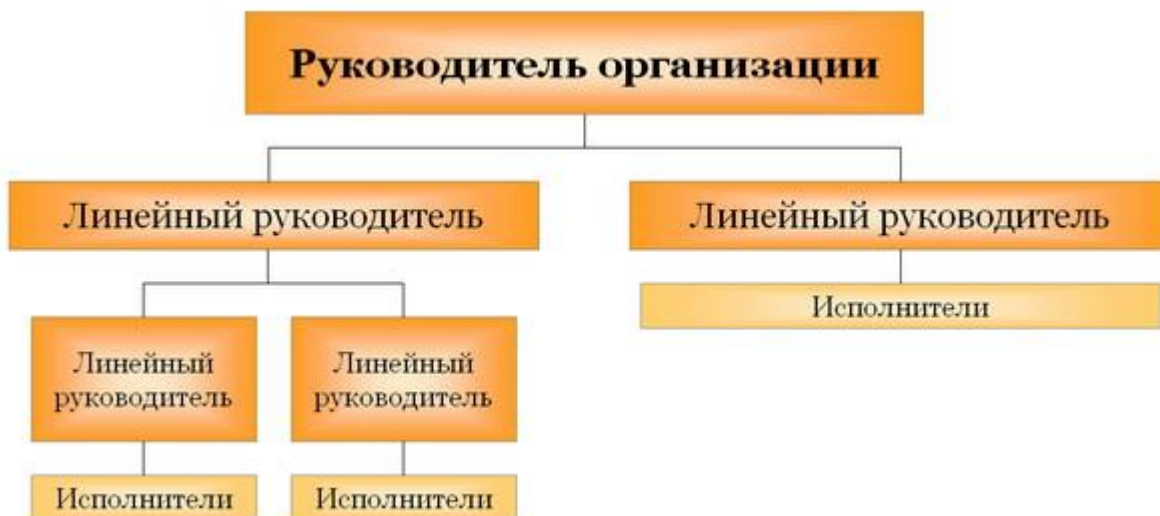 Руководитель организации
Линейный руководитель
Линейный руководитель
Исполнители
Линейный
руководитель
Линейный
руководитель
Исполнители
Исполнители